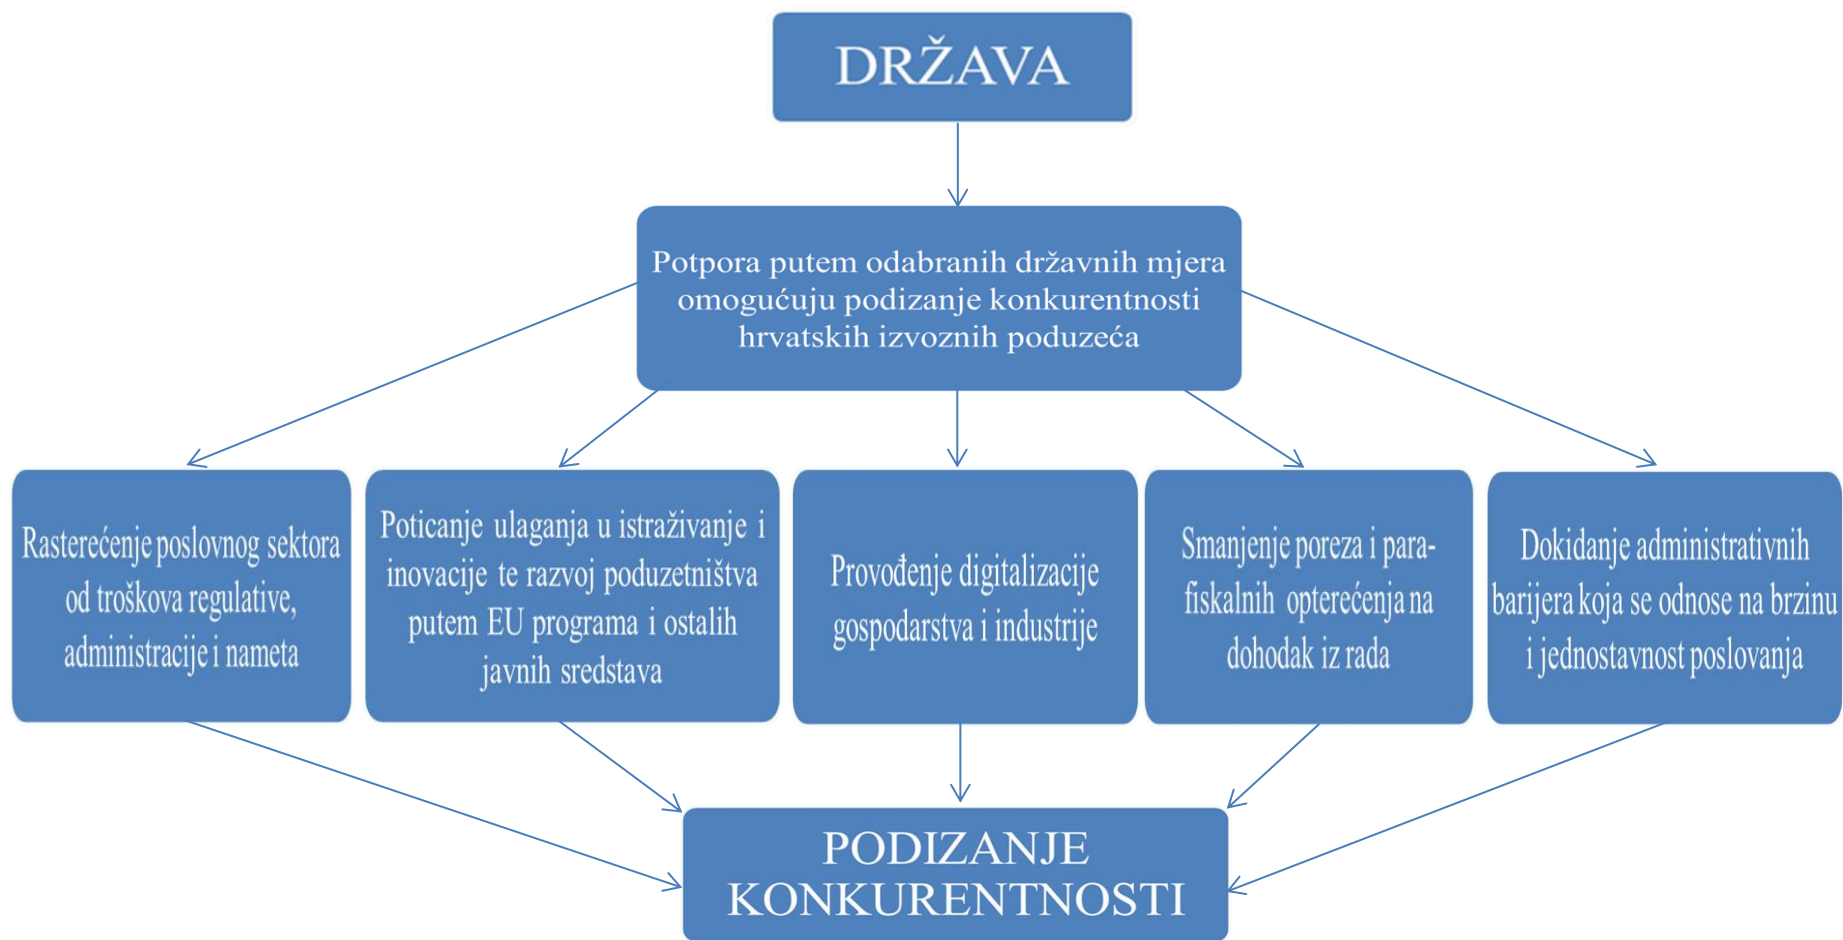 DRŽAVA
Potpora putem odabranih državnih mjera
omogućuju podizanje konkurentnosti
hrvatskih izvoznih poduzeća
Rasterećenje poslovnog sektora
od troškova regulative,
administracije i nameta
Poticanje ulaganja u istraživanje i
inovacije te razvoj poduzetništva
putem EU programa i ostalih
javnih sredstava
Provođenje digitalizacije
gospodarstva i industrije
Smanjenje poreza i para-
fiskalnih opterećenja na
dohodak iz rada
Dokidanje administrativnih
barijera koja se odnose na brzinu
i jednostavnost poslovanja
PODIZANJE
KONKURENTNOSTI